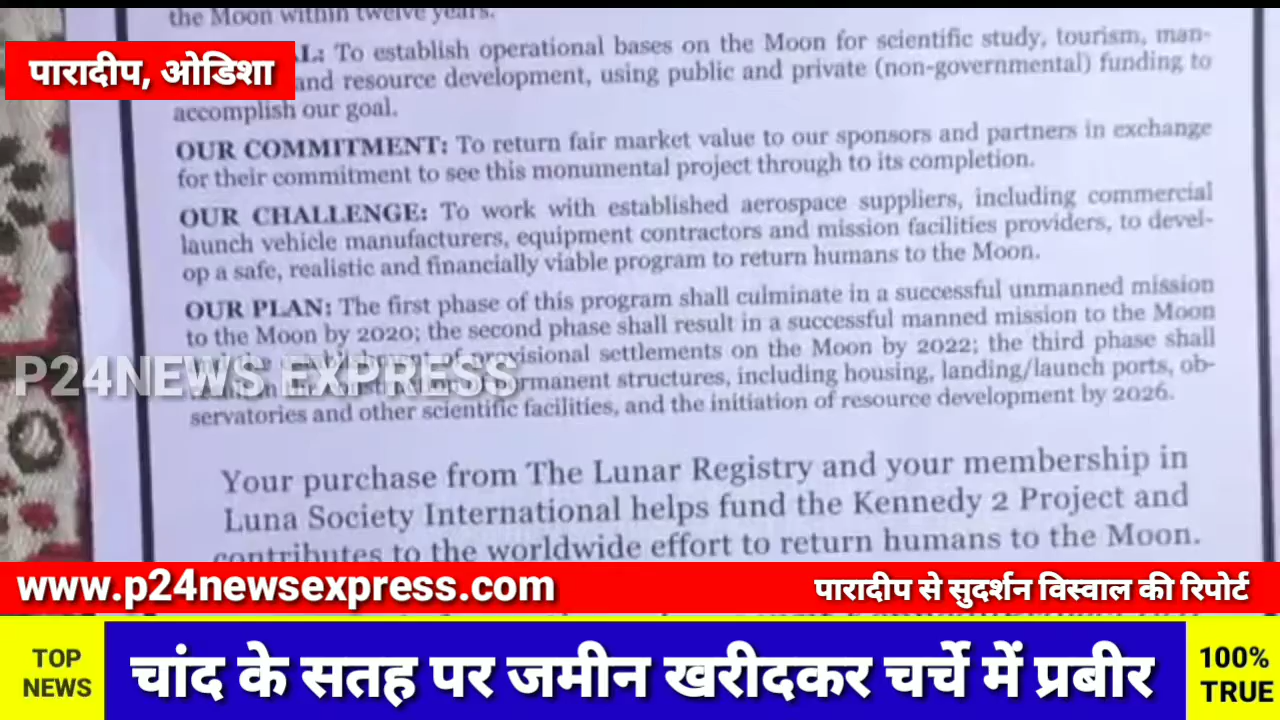 the Moon within twelve years.
पारादीप, ओडिशा
To establish operational bases on the Moon for scientific study, tourism, man-
and resource development, using public and private (non-governmental) funding to
accomplish our goal.
OUR COMMITMENT: To return fair market value to our sponsors and partners in exchange
for their commitment to see this monumental project through to its completion.
OUR CHALLENGE: To work with established aerospace suppliers, including commercial
launch vehicle manufacturers, equipment contractors and mission facilities providers, to devel-
op a safe, realistic and financially viable program to return humans to the Moon.
OUR PLAN: The first phase of this program shall culminate in a successful unmanned mission
to the Moon by 2020; the second phase shall result in a successful manned mission to the Moon
of provisional settlements on the Moon by 2022; the third phase shall
P24NEWS EXPRESS
permanent structures, including housing, landing/launch ports, ob-
servatories and other scientific facilities, and the initiation of resource development by 2026.
Your purchase from The Lunar Registry and your membership in
Luna Society International helps fund the Kennedy 2 Project and
contributes to the worldwide effort to return humans to the Moon.
www.p24newsexpress.com
पारादीप से सुदर्शन विस्वाल की रिपोर्ट
TOP
NEWS
चांद के सतह पर जमीन खरीदकर चर्चे में प्रबीर
100%
TRUE